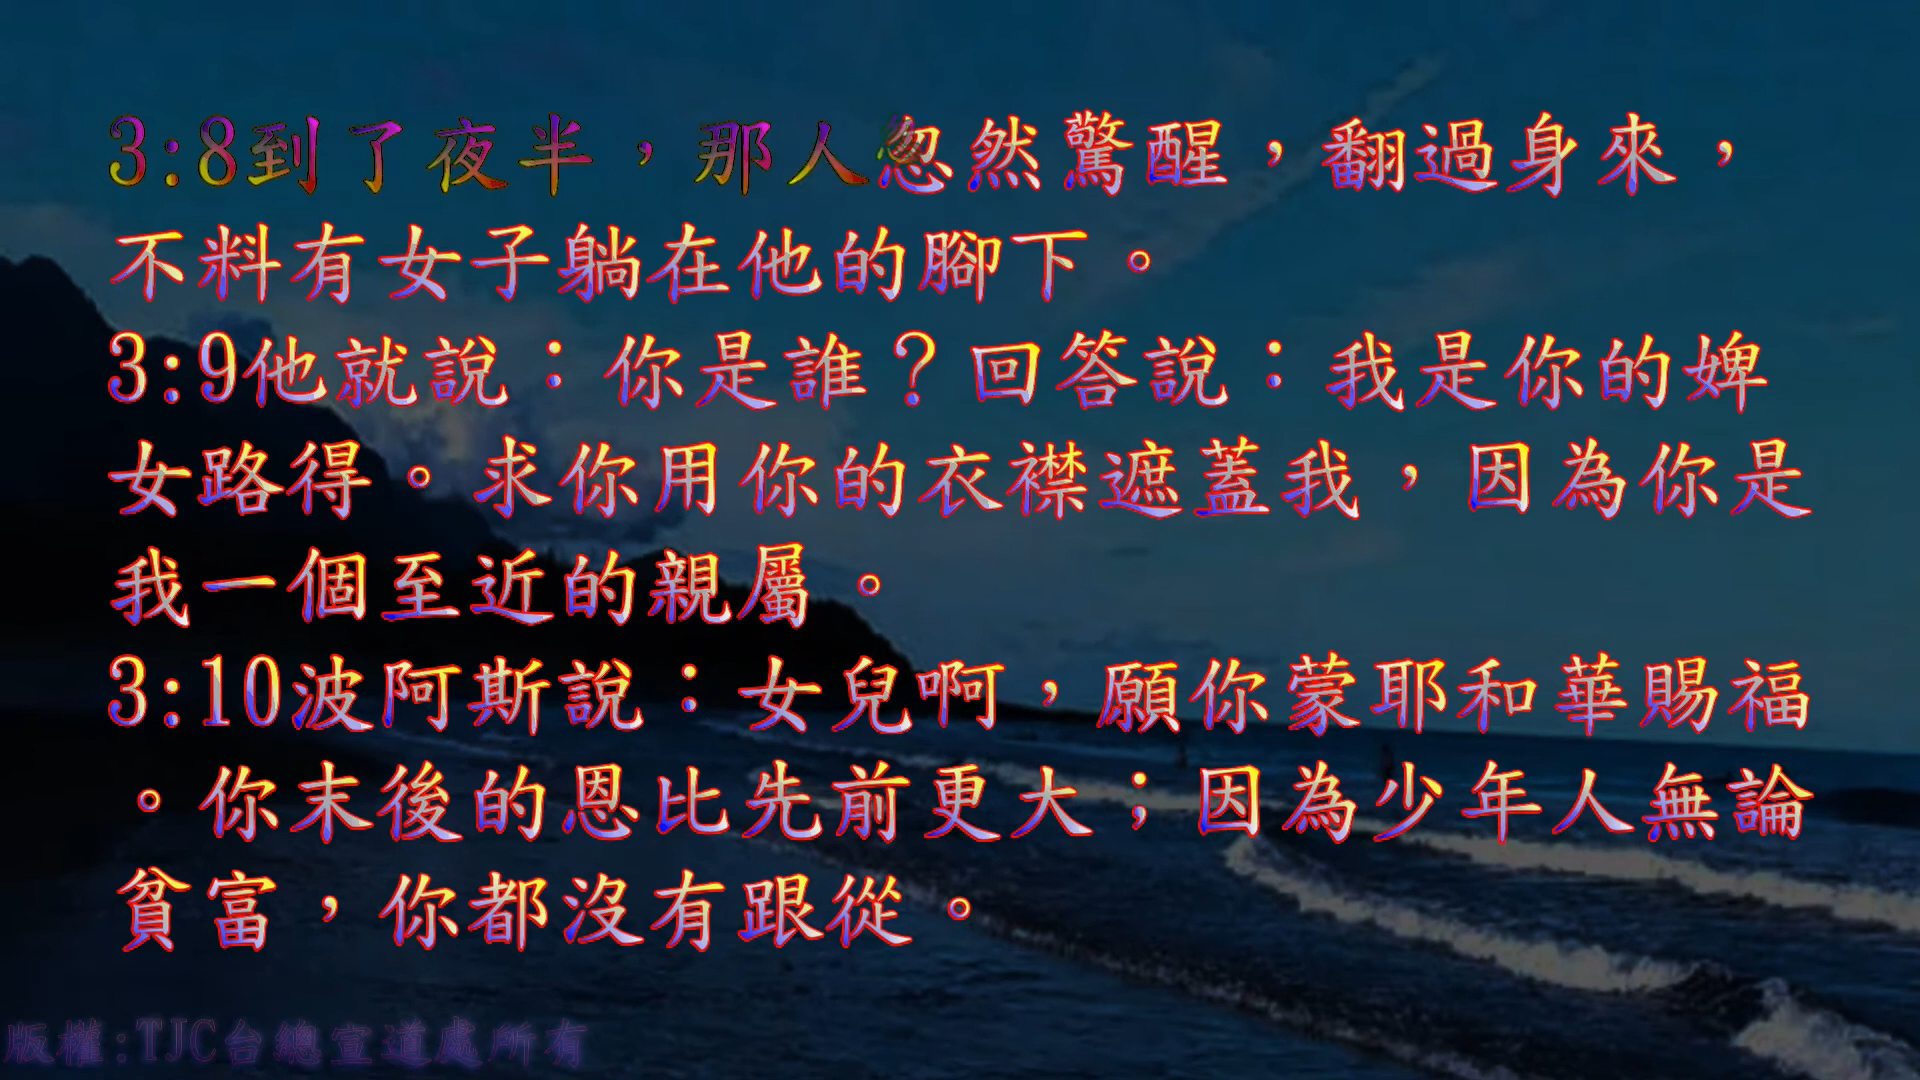 3:8到了夜半，那人忽然驚醒，翻過身來，
不料有女子躺在他的腳下。
3:9他就說：你是誰？回答說：我是你的婢
女路得。求你用你的衣襟遮蓋我，因為你是
我一個至近的親屬。
3:10波阿斯說：女兒啊，願你蒙耶和華賜福
。你末後的恩比先前更大；因為少年人無論
貧富，你都沒有跟從。
版權:TJC台總宣道處所有